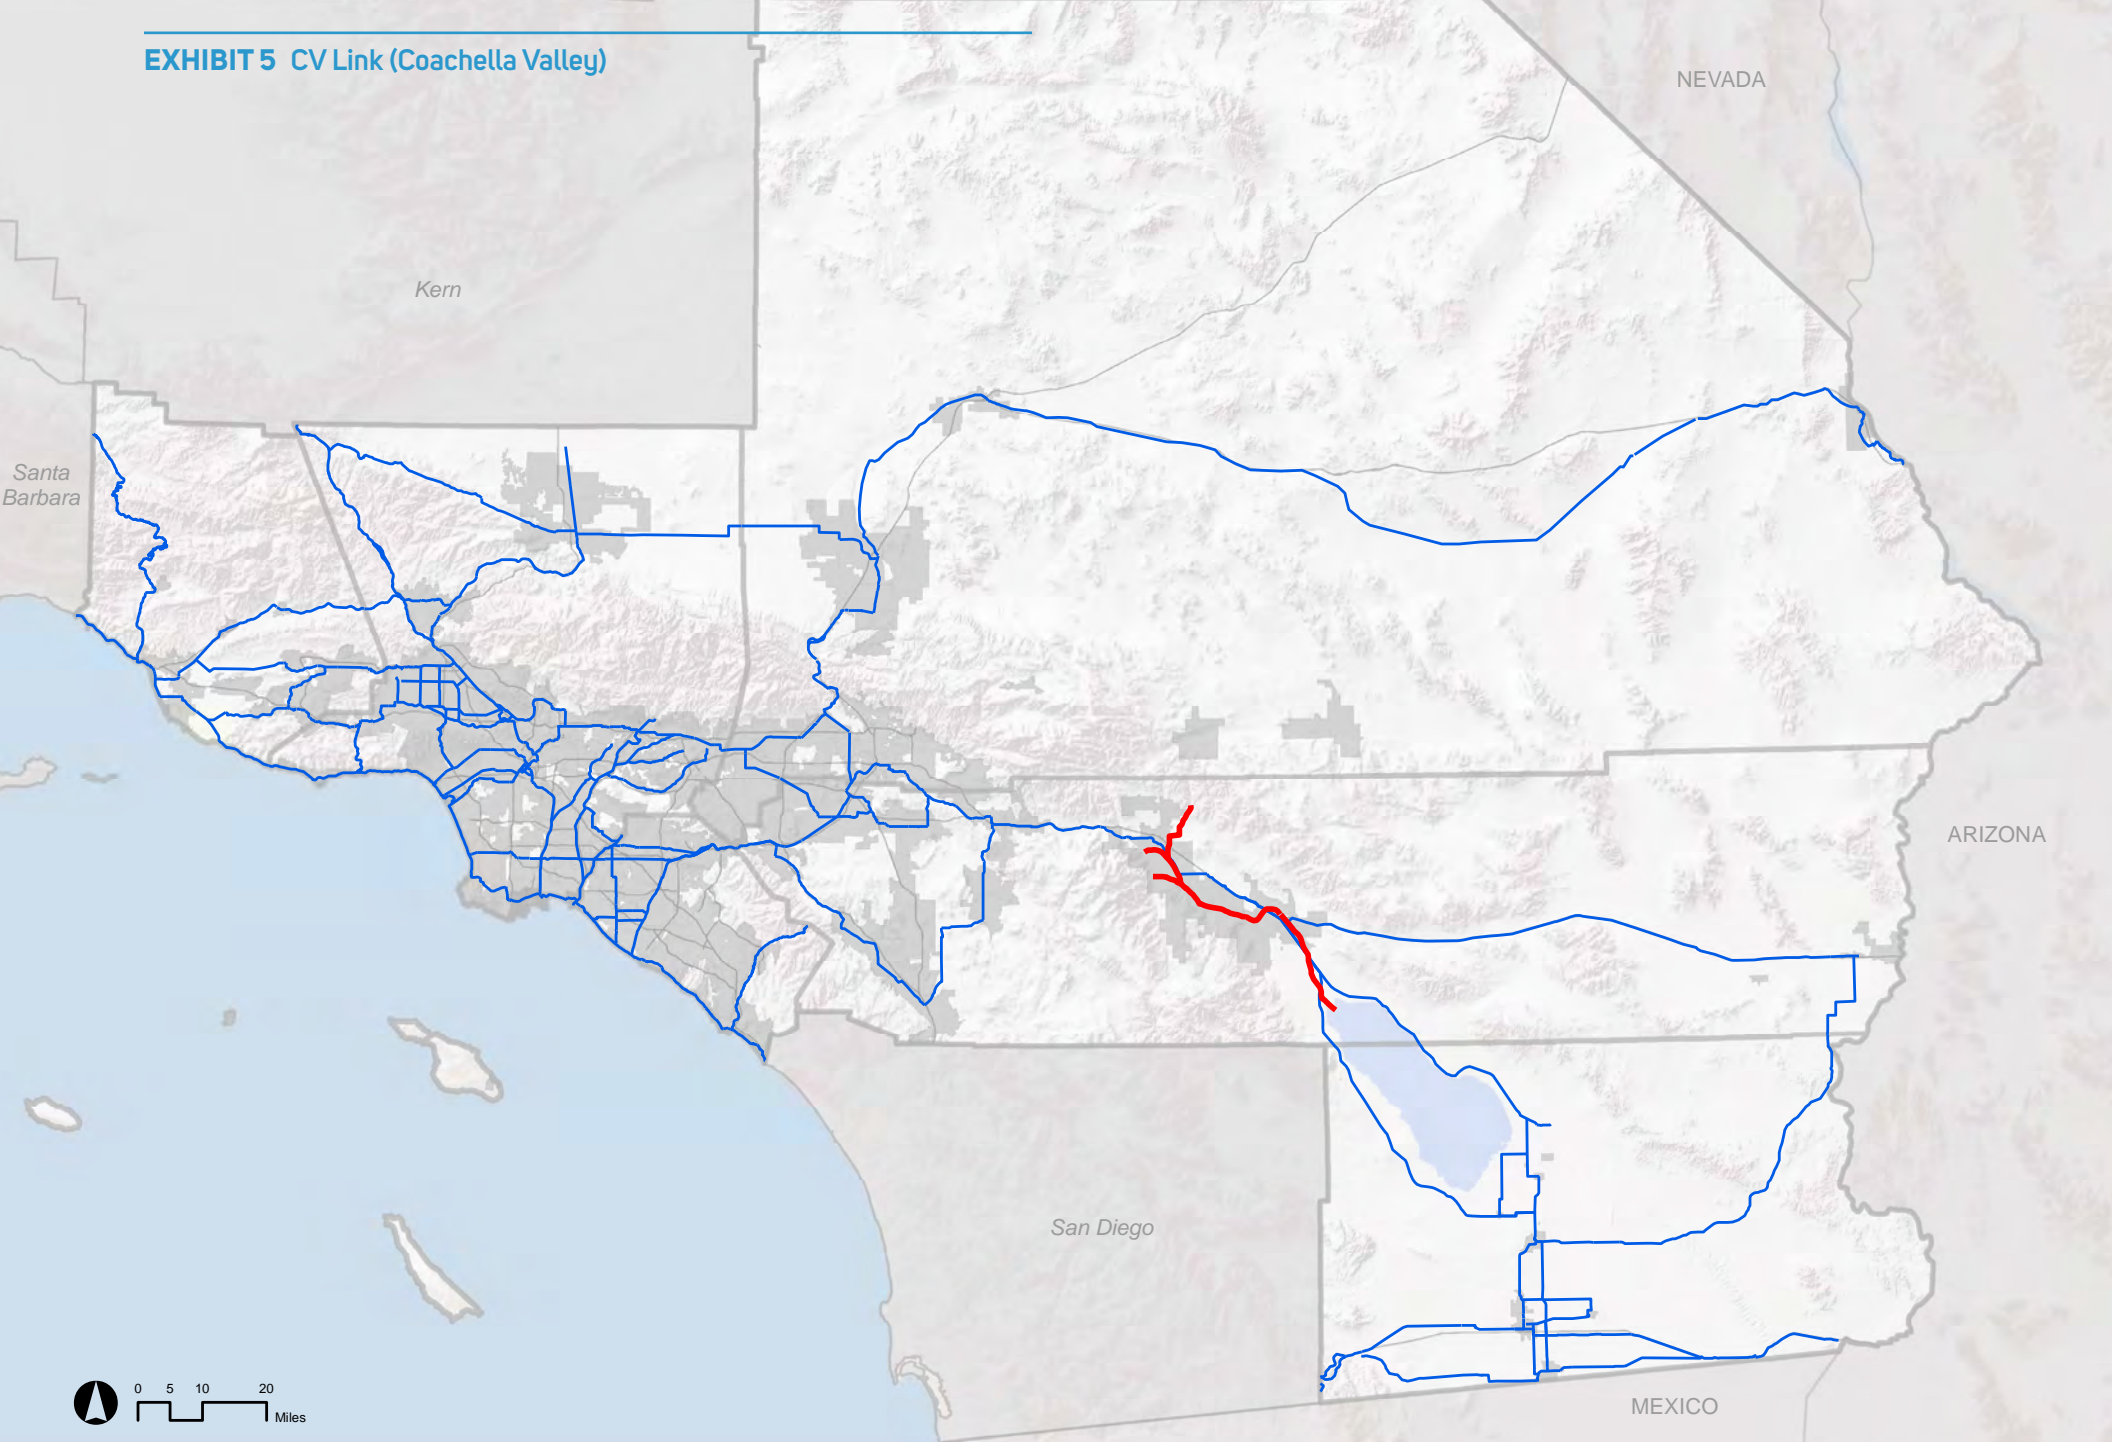 EXHIBIT 5 CV Link (Coachella Valley)
NEVADA
Kern
Santa
Barbara
ARIZONA
San Diego
MEXICO
0 5 10 20
Miles